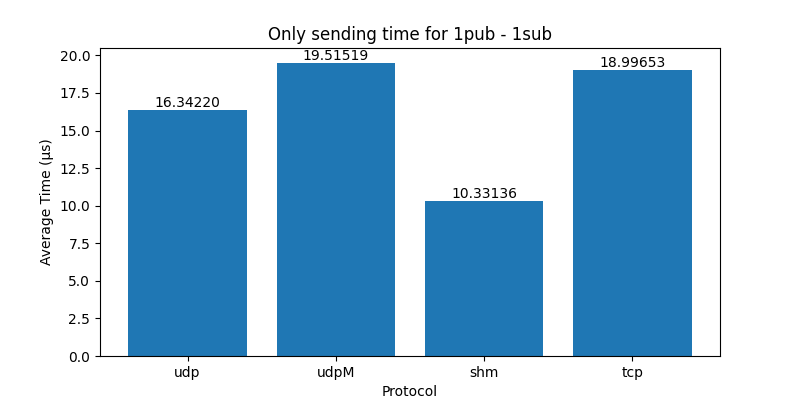 Only sending time for 1pub - 1sub
20.0
17.5
15.0
12.5
10.0
7.5
5.0
2.5
0.0
Average Time (µs)
16.34220
19.51519
10.33136
18.99653
udp
udpM
shm
tcp
Protocol